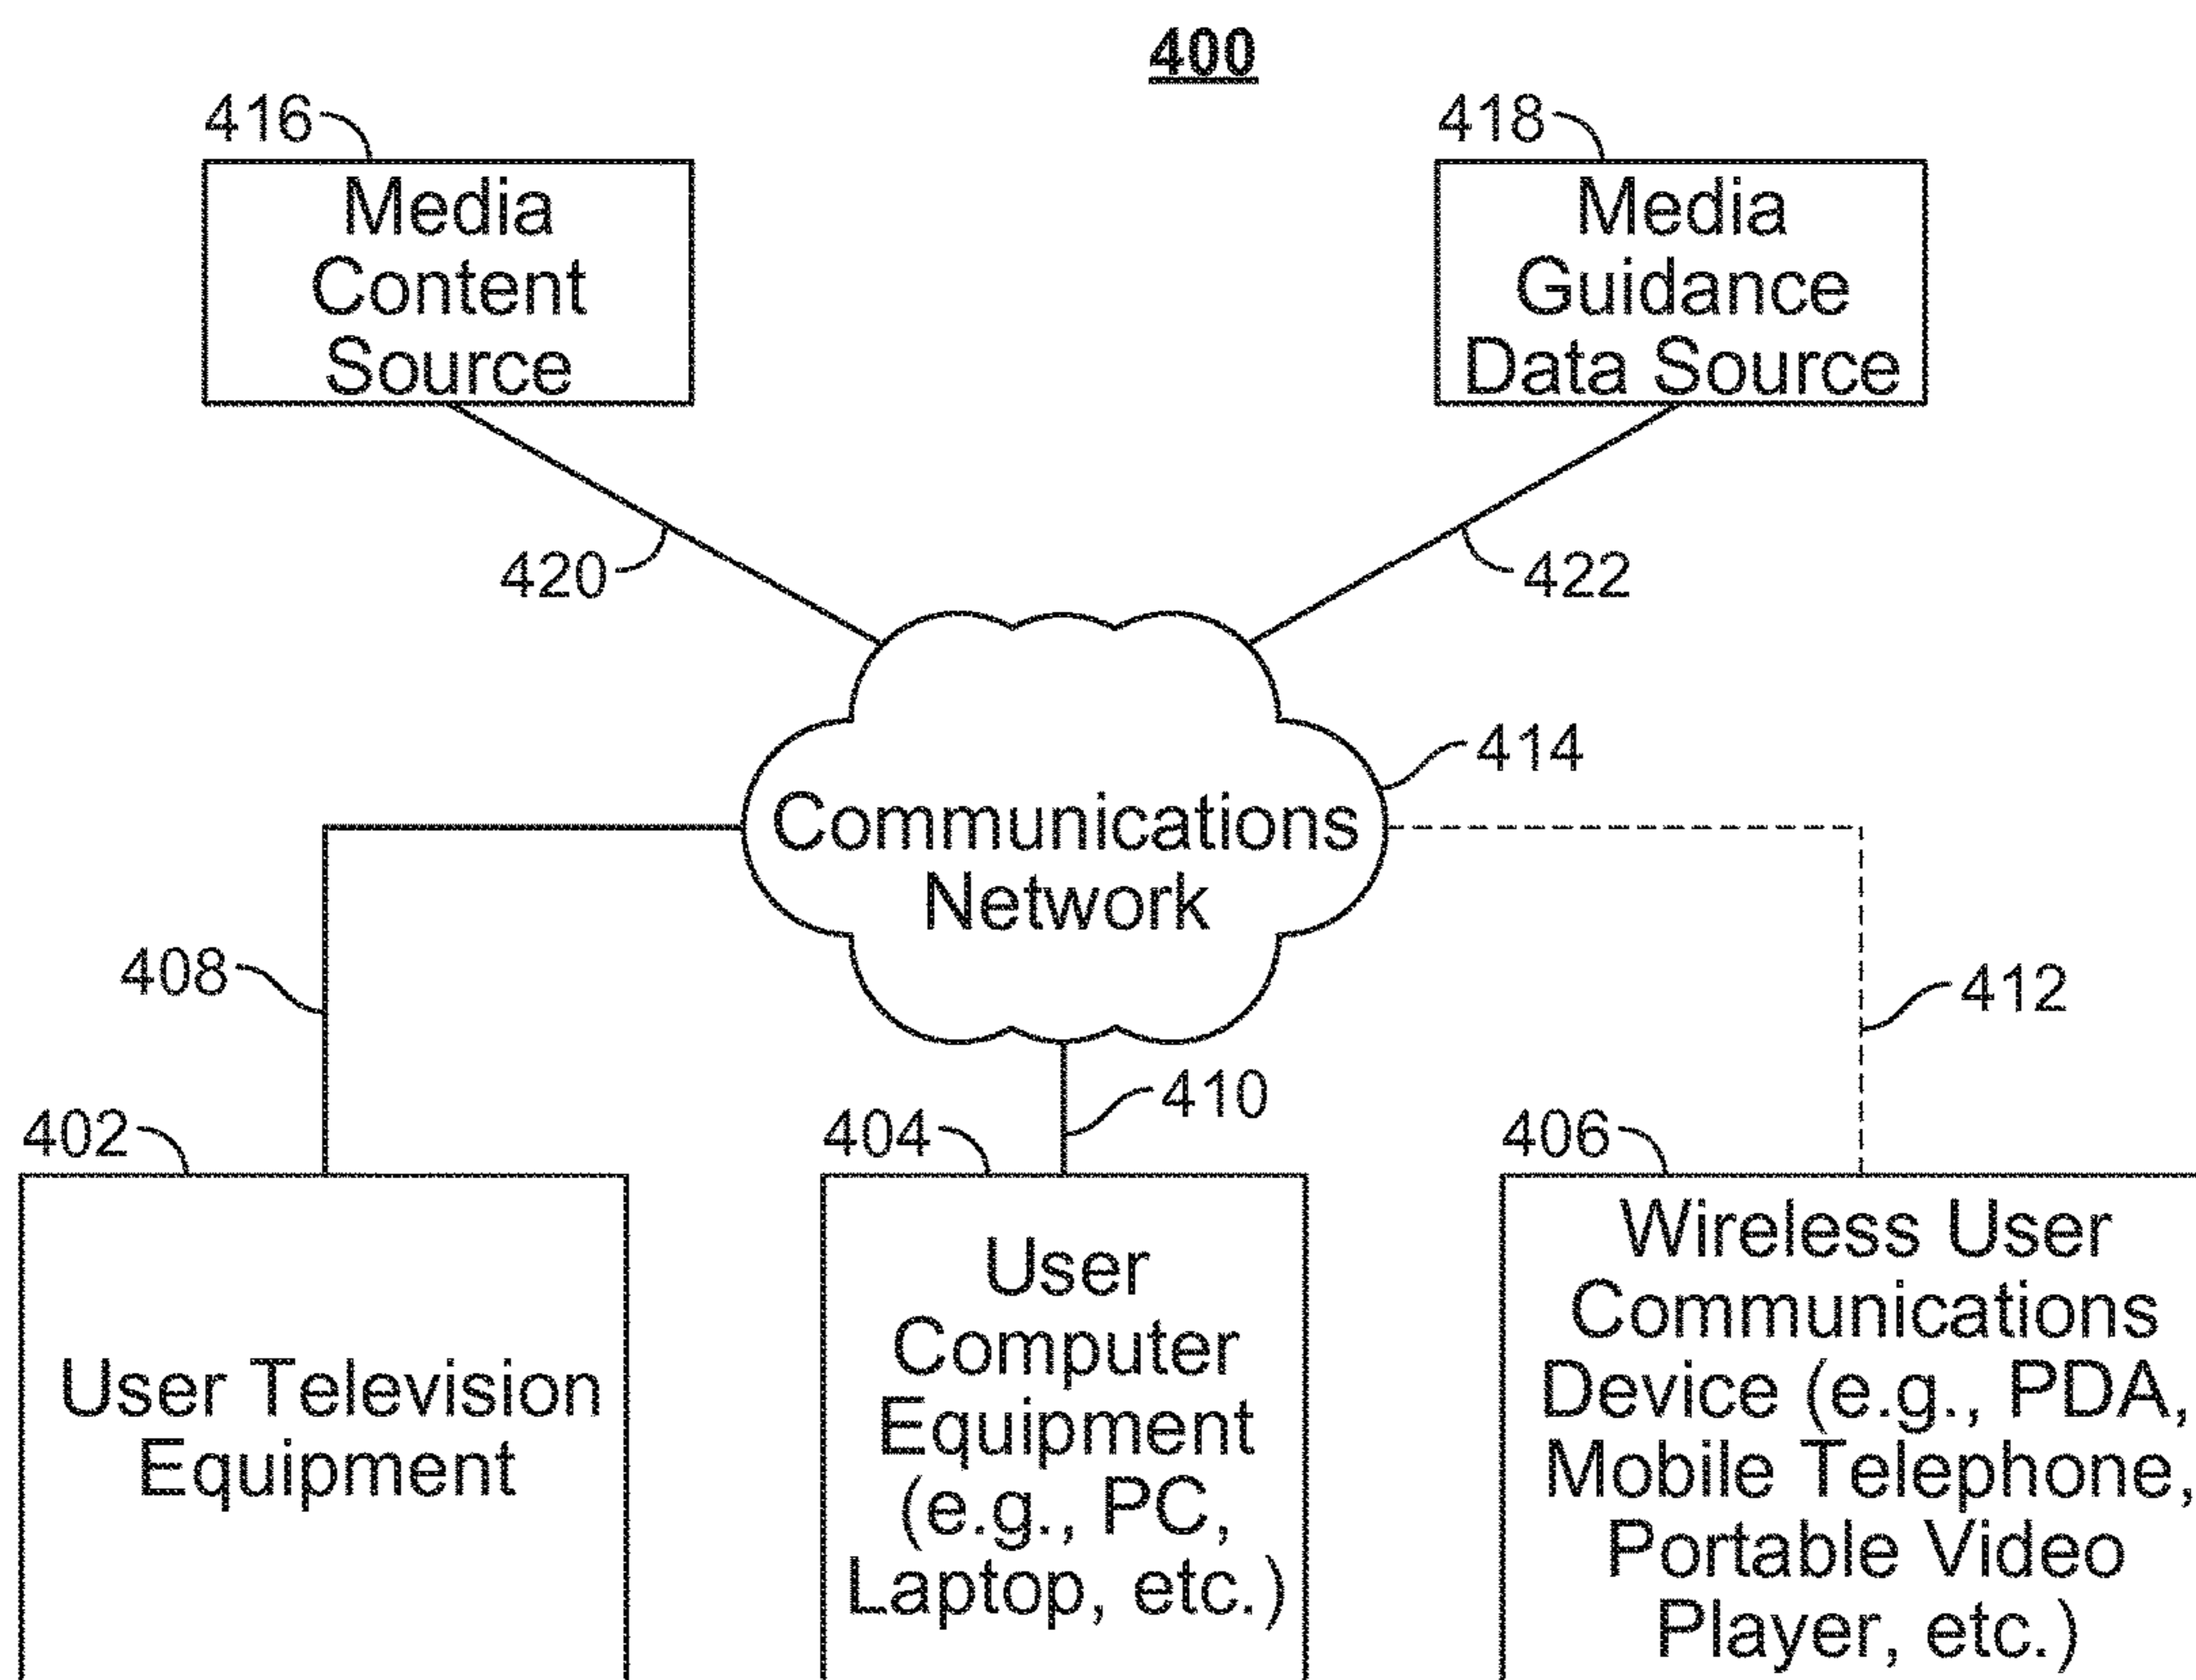 400
416
418
Media
Content
Source
Media
Guidance
Data Source
420
422
414
Communications
Network
408
412
410
402
404
406
User Television
Equipment
User
Computer
Equipment
(e.g., PC,
Laptop, etc.)
Wireless User
Communications
Device (e.g., PDA,
Mobile Telephone,
Portable Video
Player, etc.)